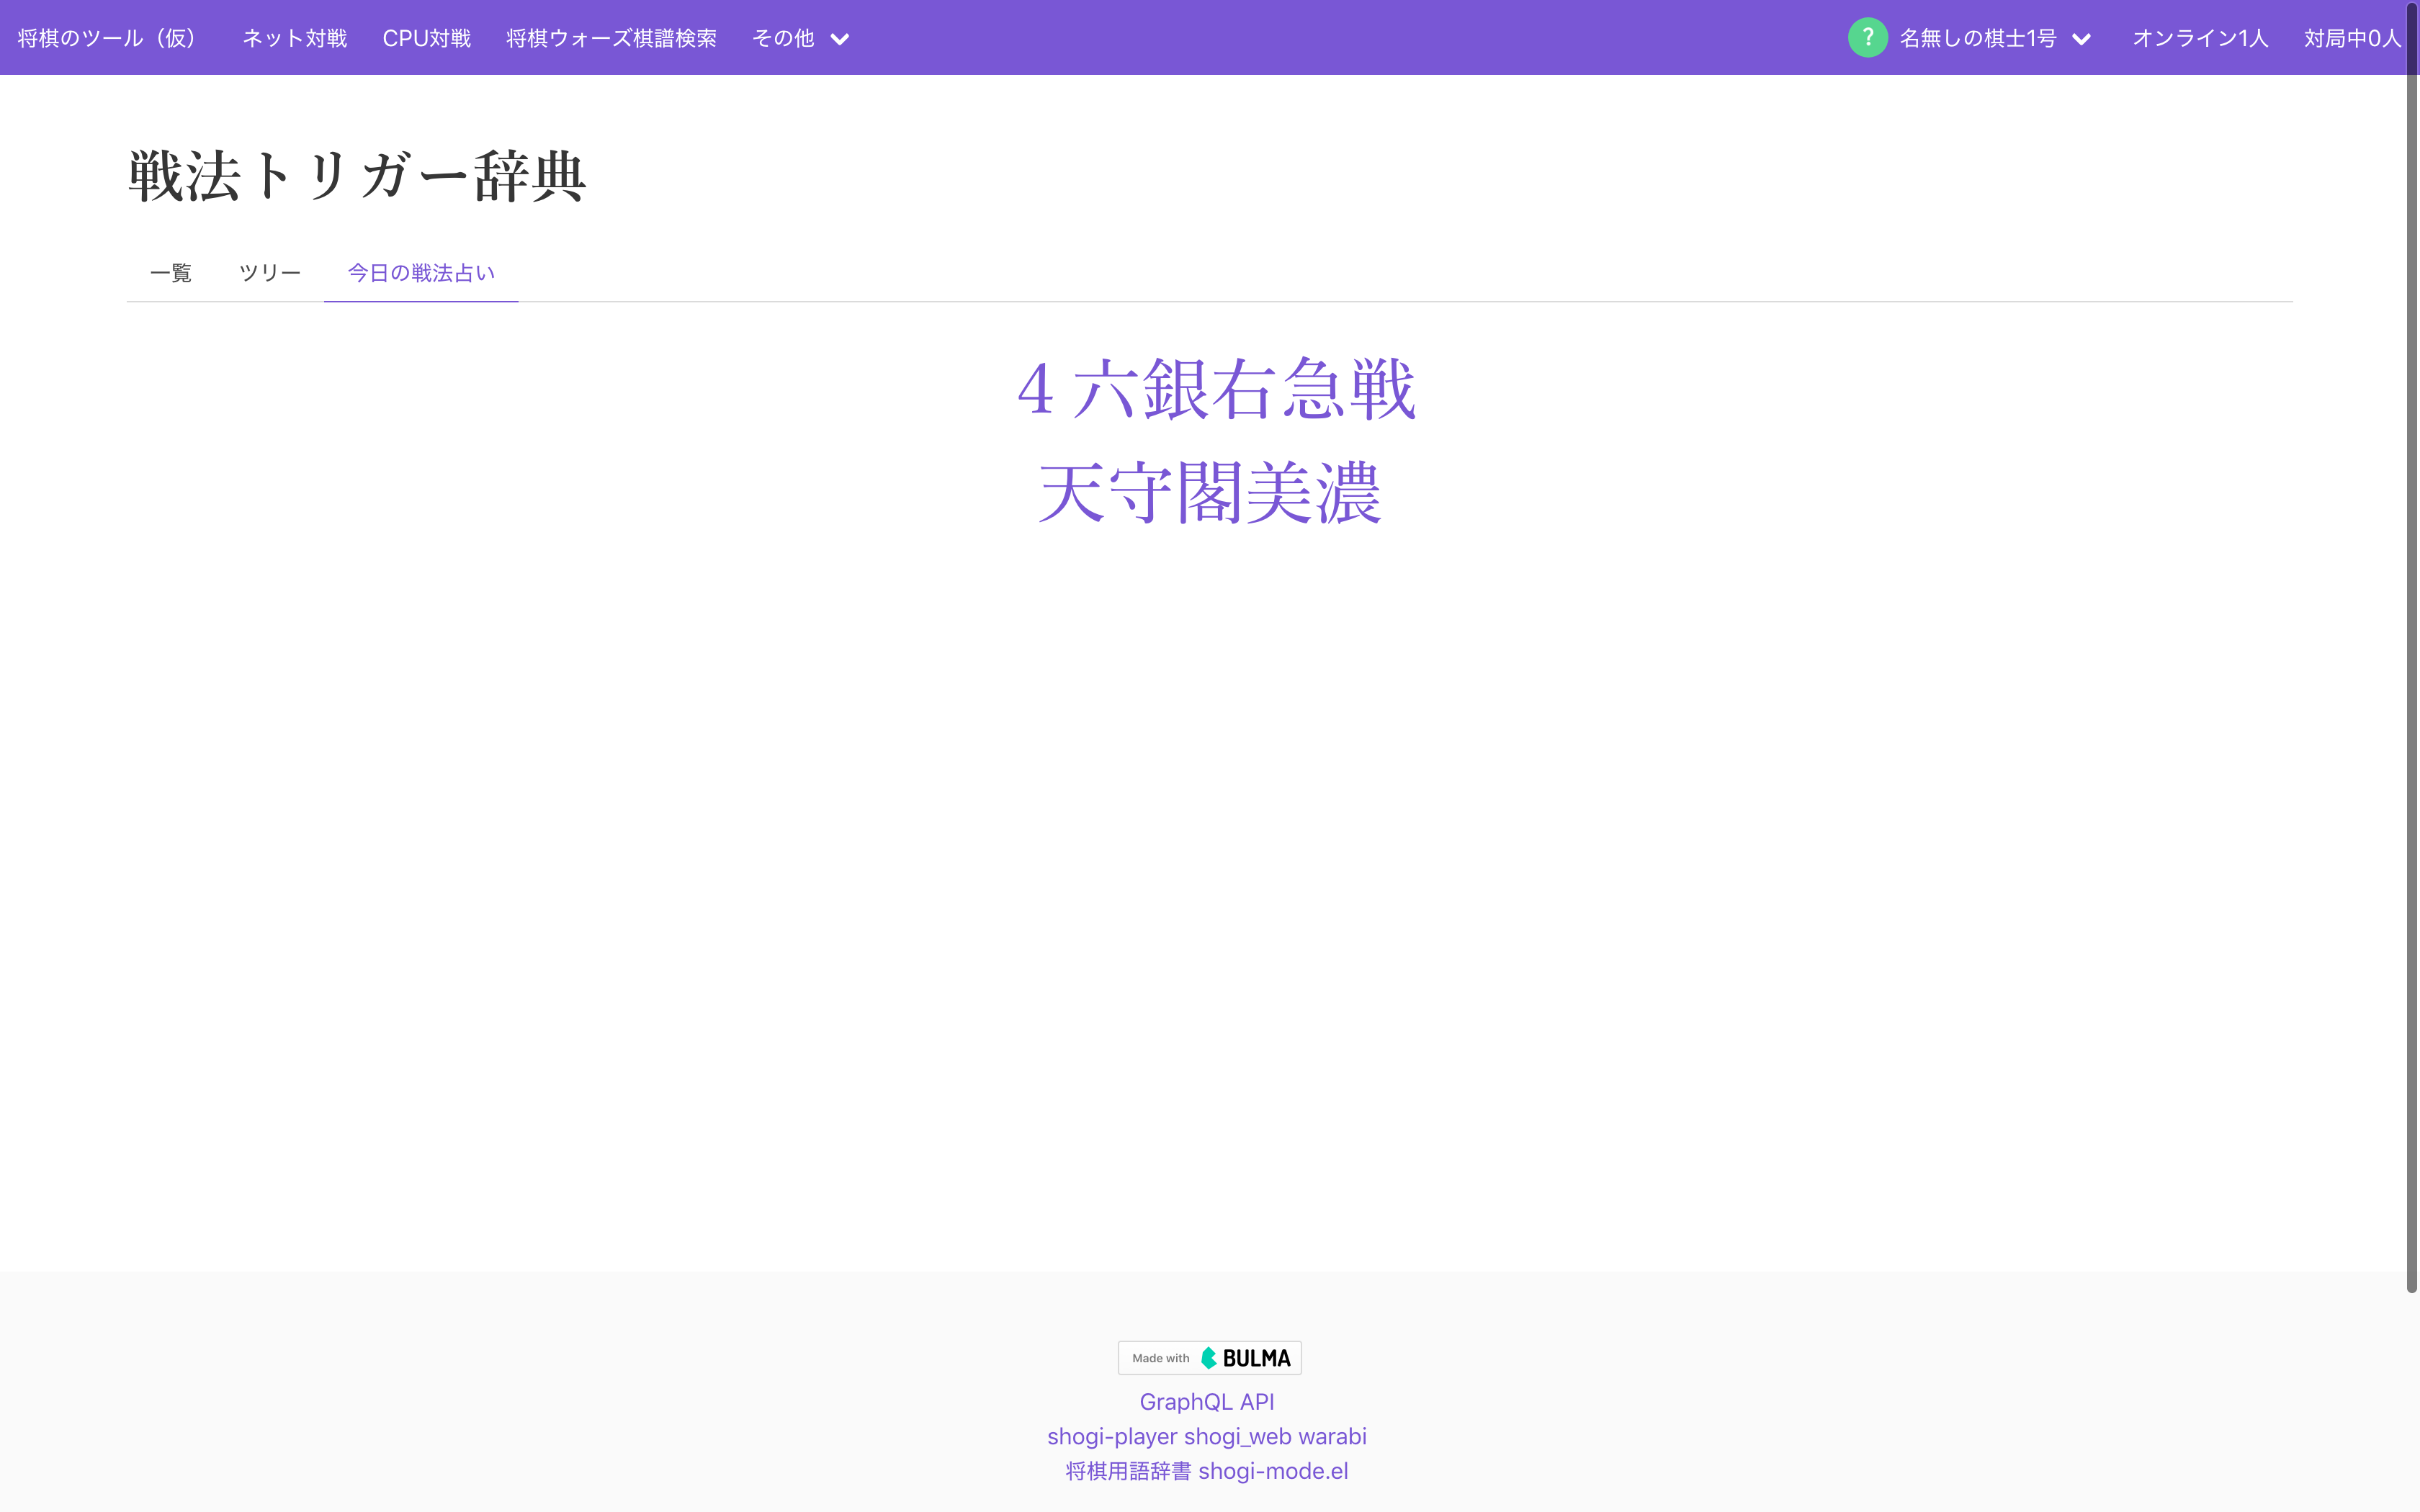 将棋のツール（仮） ネット対戦 CPU対戦 将棋ウォーズ棋譜検索 その他 ? 名無しの棋士1号 オンライン1人 対局中0人
戦法トリガー辞典
一覧 ツリー 今日の戦法占い
４六銀右急戦
天守閣美濃
Made with BULMA
GraphQL API
shogi-player shogi_web warabi
将棋用語辞書 shogi-mode.el